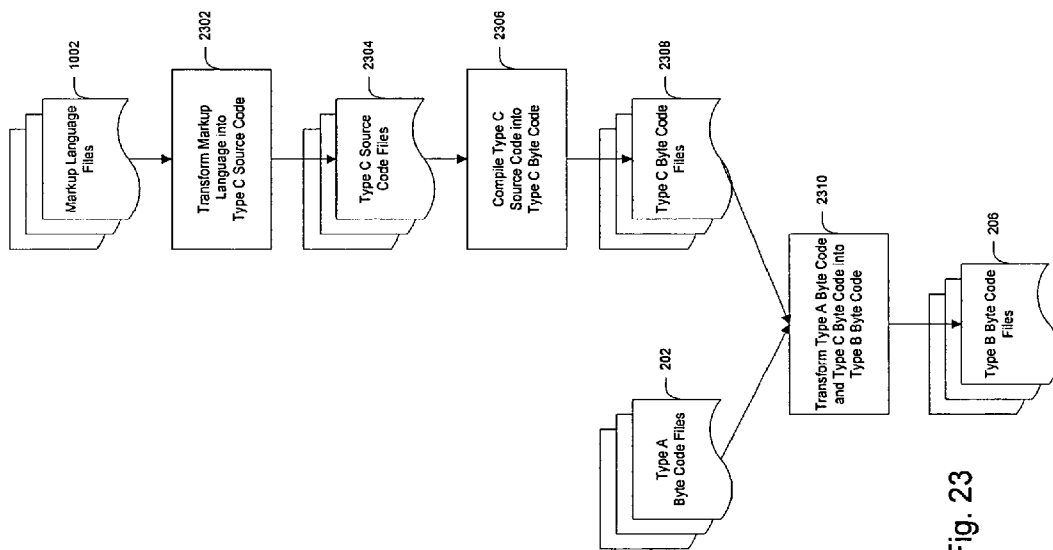 1002
Markup Language
Files
2302
Transform Markup
Language into
Type C Source Code
2304
Type C Source
Code Files
2306
Compile Type C
Source Code into
Type C Byte Code
2308
Type C Byte Code
Files
202
Type A
Byte Code Files
2310
Transform Type A Byte Code
and Type C Byte Code into
Type B Byte Code
206
Type B Byte Code
Files
Fig. 23